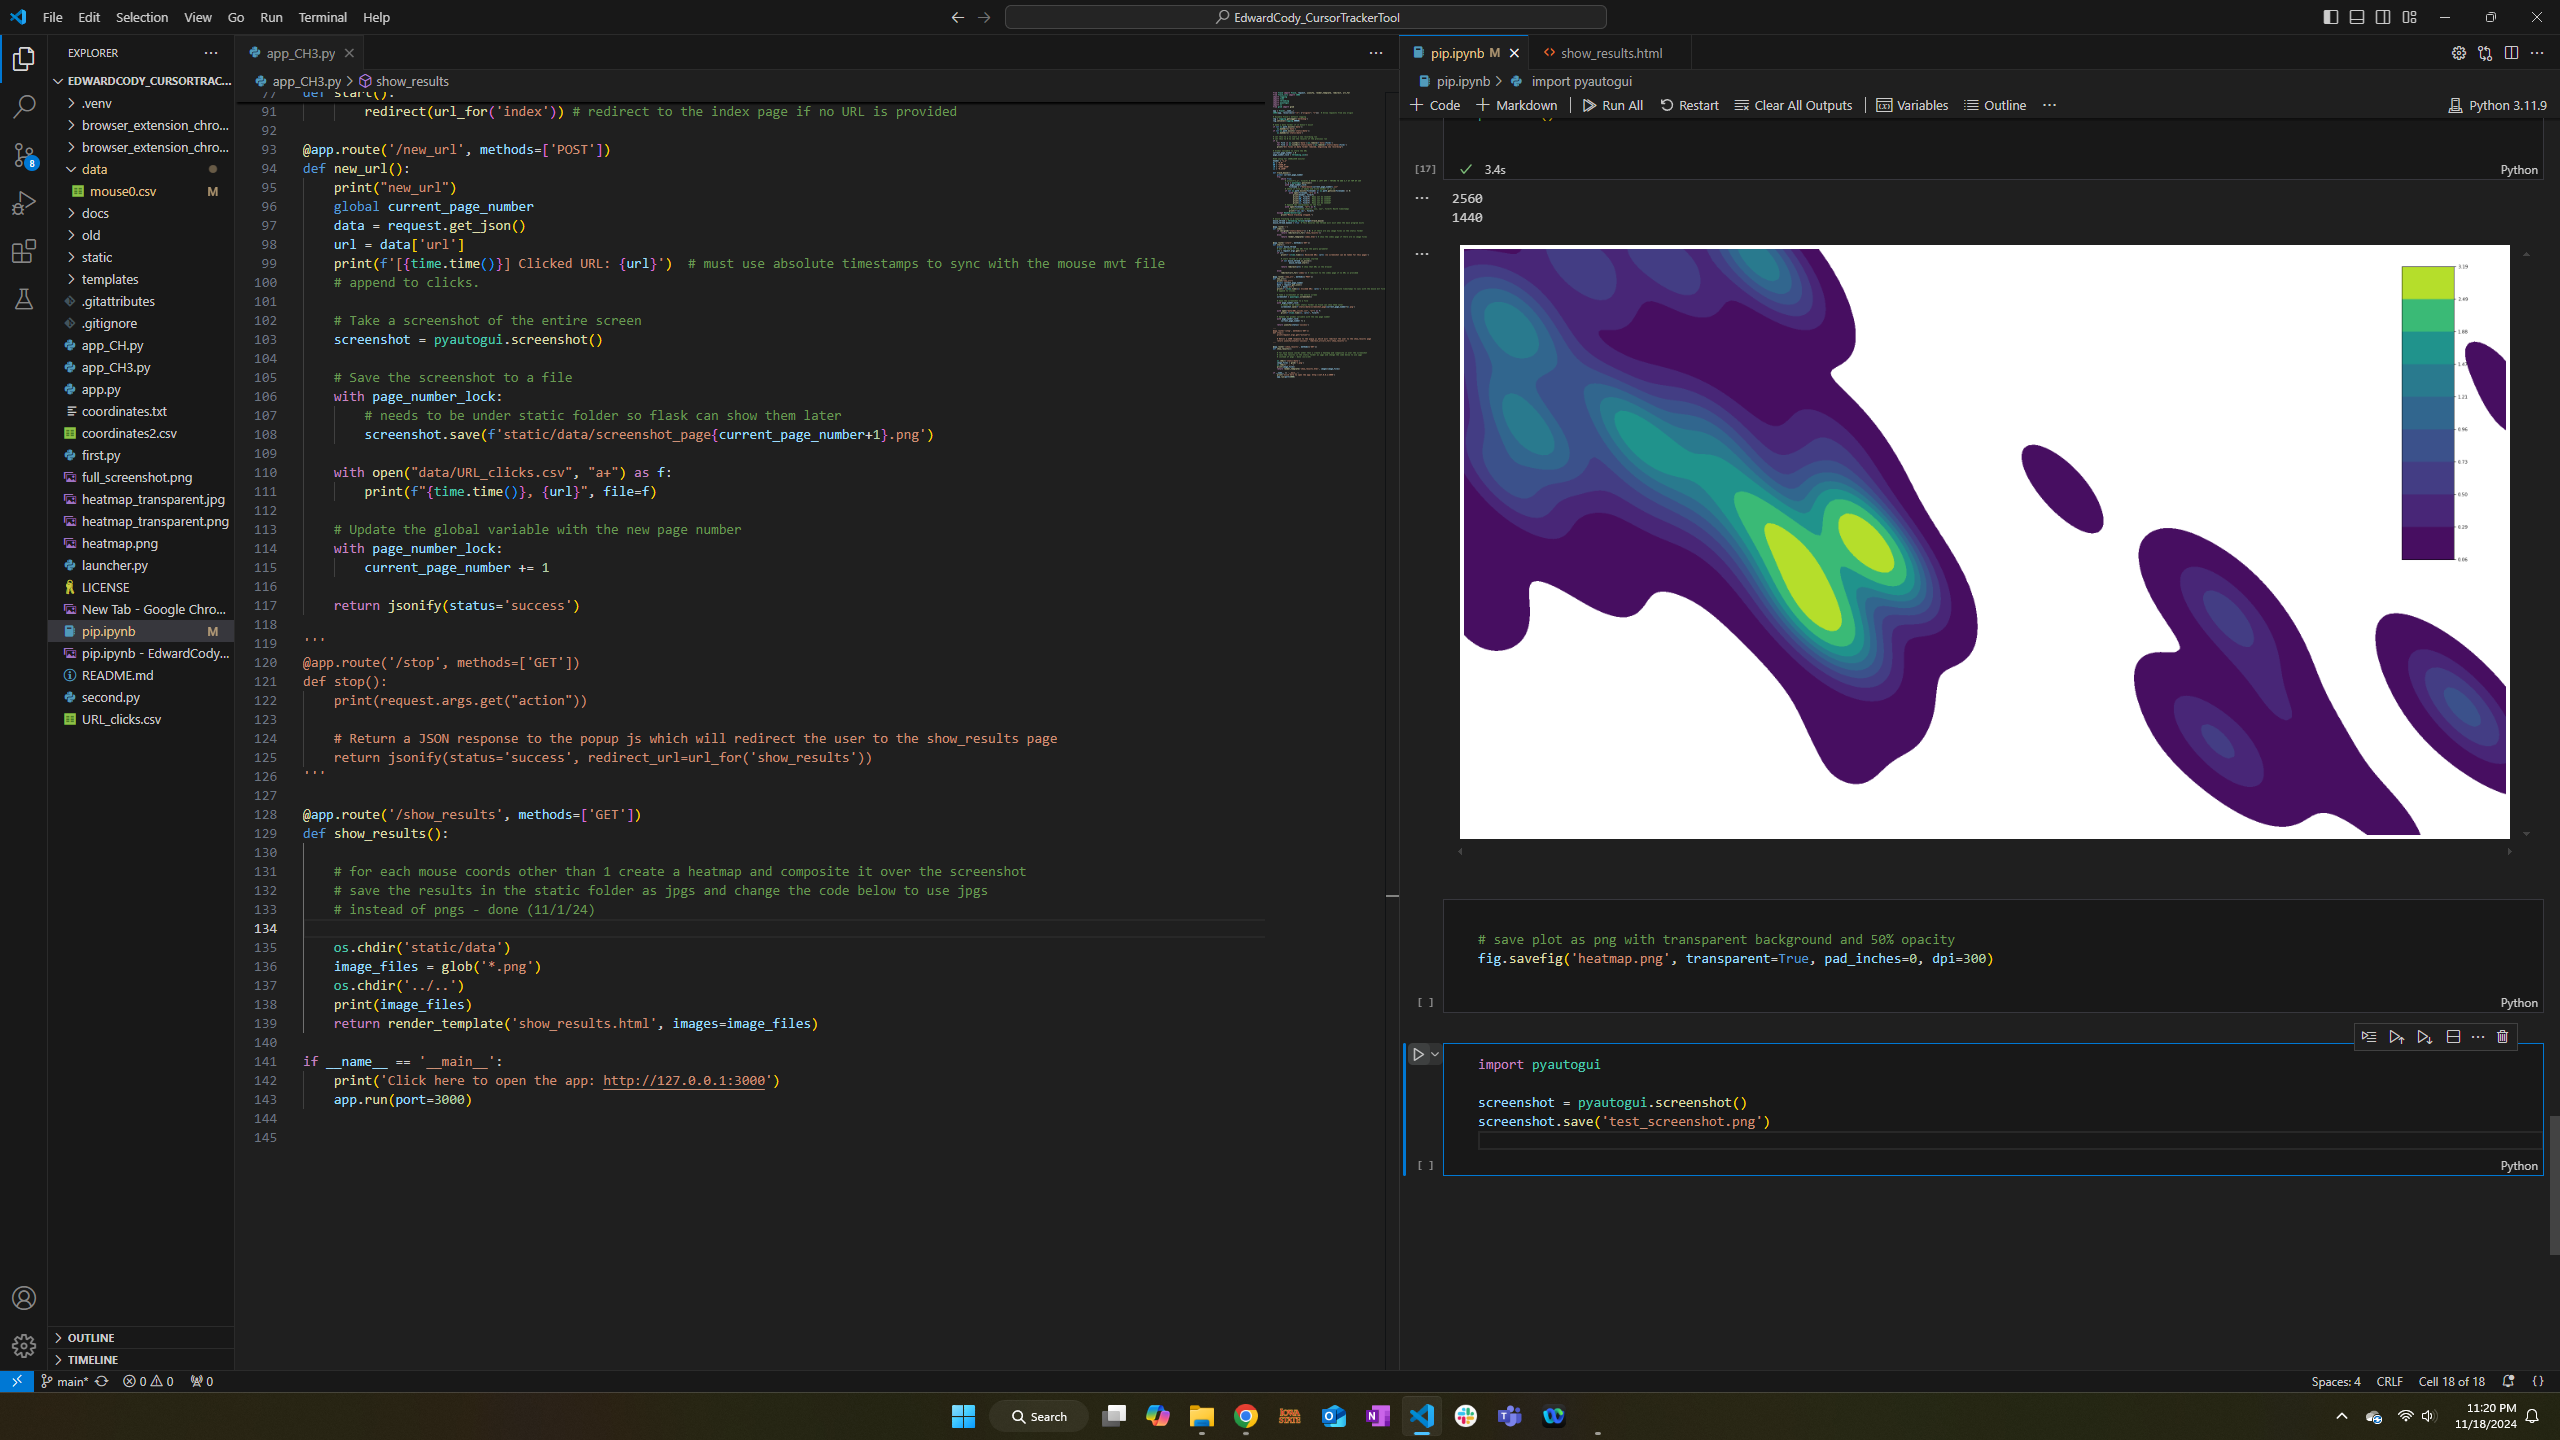 File Edit Selection View Go Run Terminal Help
EdwardCody_CursorTrackerTool
EXPLORER
EDWARDCODY_CURSORTRAC...
.venv
browser_extension_chro...
browser_extension_chro...
data
mouse0.csv M
docs
old
static
templates
.gitattributes
.gitignore
app_CH.py
app_CH3.py
app.py
coordinates.txt
coordinates2.csv
first.py
full_screenshot.png
heatmap_transparent.jpg
heatmap_transparent.png
heatmap.png
launcher.py
LICENSE
New Tab - Google Chro...
pip.ipynb M
pip.ipynb - EdwardCody...
README.md
second.py
URL_clicks.csv
OUTLINE
TIMELINE
8
app_CH3.py
app_CH3.py > show_results
77 def start():
91 redirect(url_for('index')) # redirect to the index page if no URL is provided
92
93 @app.route('/new_url', methods=['POST'])
94 def new_url():
95 print("new_url")
96 global current_page_number
97 data = request.get_json()
98 url = data['url']
99 print(f'[{time.time()}] Clicked URL: {url}') # must use absolute timestamps to sync with the mouse mvt file
100 # append to clicks.
101
102 # Take a screenshot of the entire screen
103 screenshot = pyautogui.screenshot()
104
105 # Save the screenshot to a file
106 with page_number_lock:
107 # needs to be under static folder so flask can show them later
108 screenshot.save(f'static/data/screenshot_page{current_page_number+1}.png')
109
110 with open("data/URL_clicks.csv", "a+") as f:
111 print(f"{time.time()}, {url}", file=f)
112
113 # Update the global variable with the new page number
114 with page_number_lock:
115 current_page_number += 1
116
117 return jsonify(status='success')
118
119 '''
120 @app.route('/stop', methods=['GET'])
121 def stop():
122 print(request.args.get("action"))
123
124 # Return a JSON response to the popup js which will redirect the user to the show_results page
125 return jsonify(status='success', redirect_url=url_for('show_results'))
126 '''
127
128 @app.route('/show_results', methods=['GET'])
129 def show_results():
130
131 # for each mouse coords other than 1 create a heatmap and composite it over the screenshot
132 # save the results in the static folder as jpgs and change the code below to use jpgs
133 # instead of pngs - done (11/1/24)
134
135 os.chdir('static/data')
136 image_files = glob('*.png')
137 os.chdir('../..')
138 print(image_files)
139 return render_template('show_results.html', images=image_files)
140
141 if __name__ == '__main__':
142 print('Click here to open the app: http://127.0.0.1:3000')
143 app.run(port=3000)
144
145
pip.ipynb M show_results.html
pip.ipynb > import pyautogui
Code Markdown Run All Restart Clear All Outputs Variables Outline ... Python 3.11.9
[17] 3.4s Python
2560
1440
# save plot as png with transparent background and 50% opacity
fig.savefig('heatmap.png', transparent=True, pad_inches=0, dpi=300)
[ ] Python
import pyautogui
screenshot = pyautogui.screenshot()
screenshot.save('test_screenshot.png')
[ ] Python
main* 0 0 0
Spaces: 4 CRLF Cell 18 of 18
Search
11:20 PM
11/18/2024